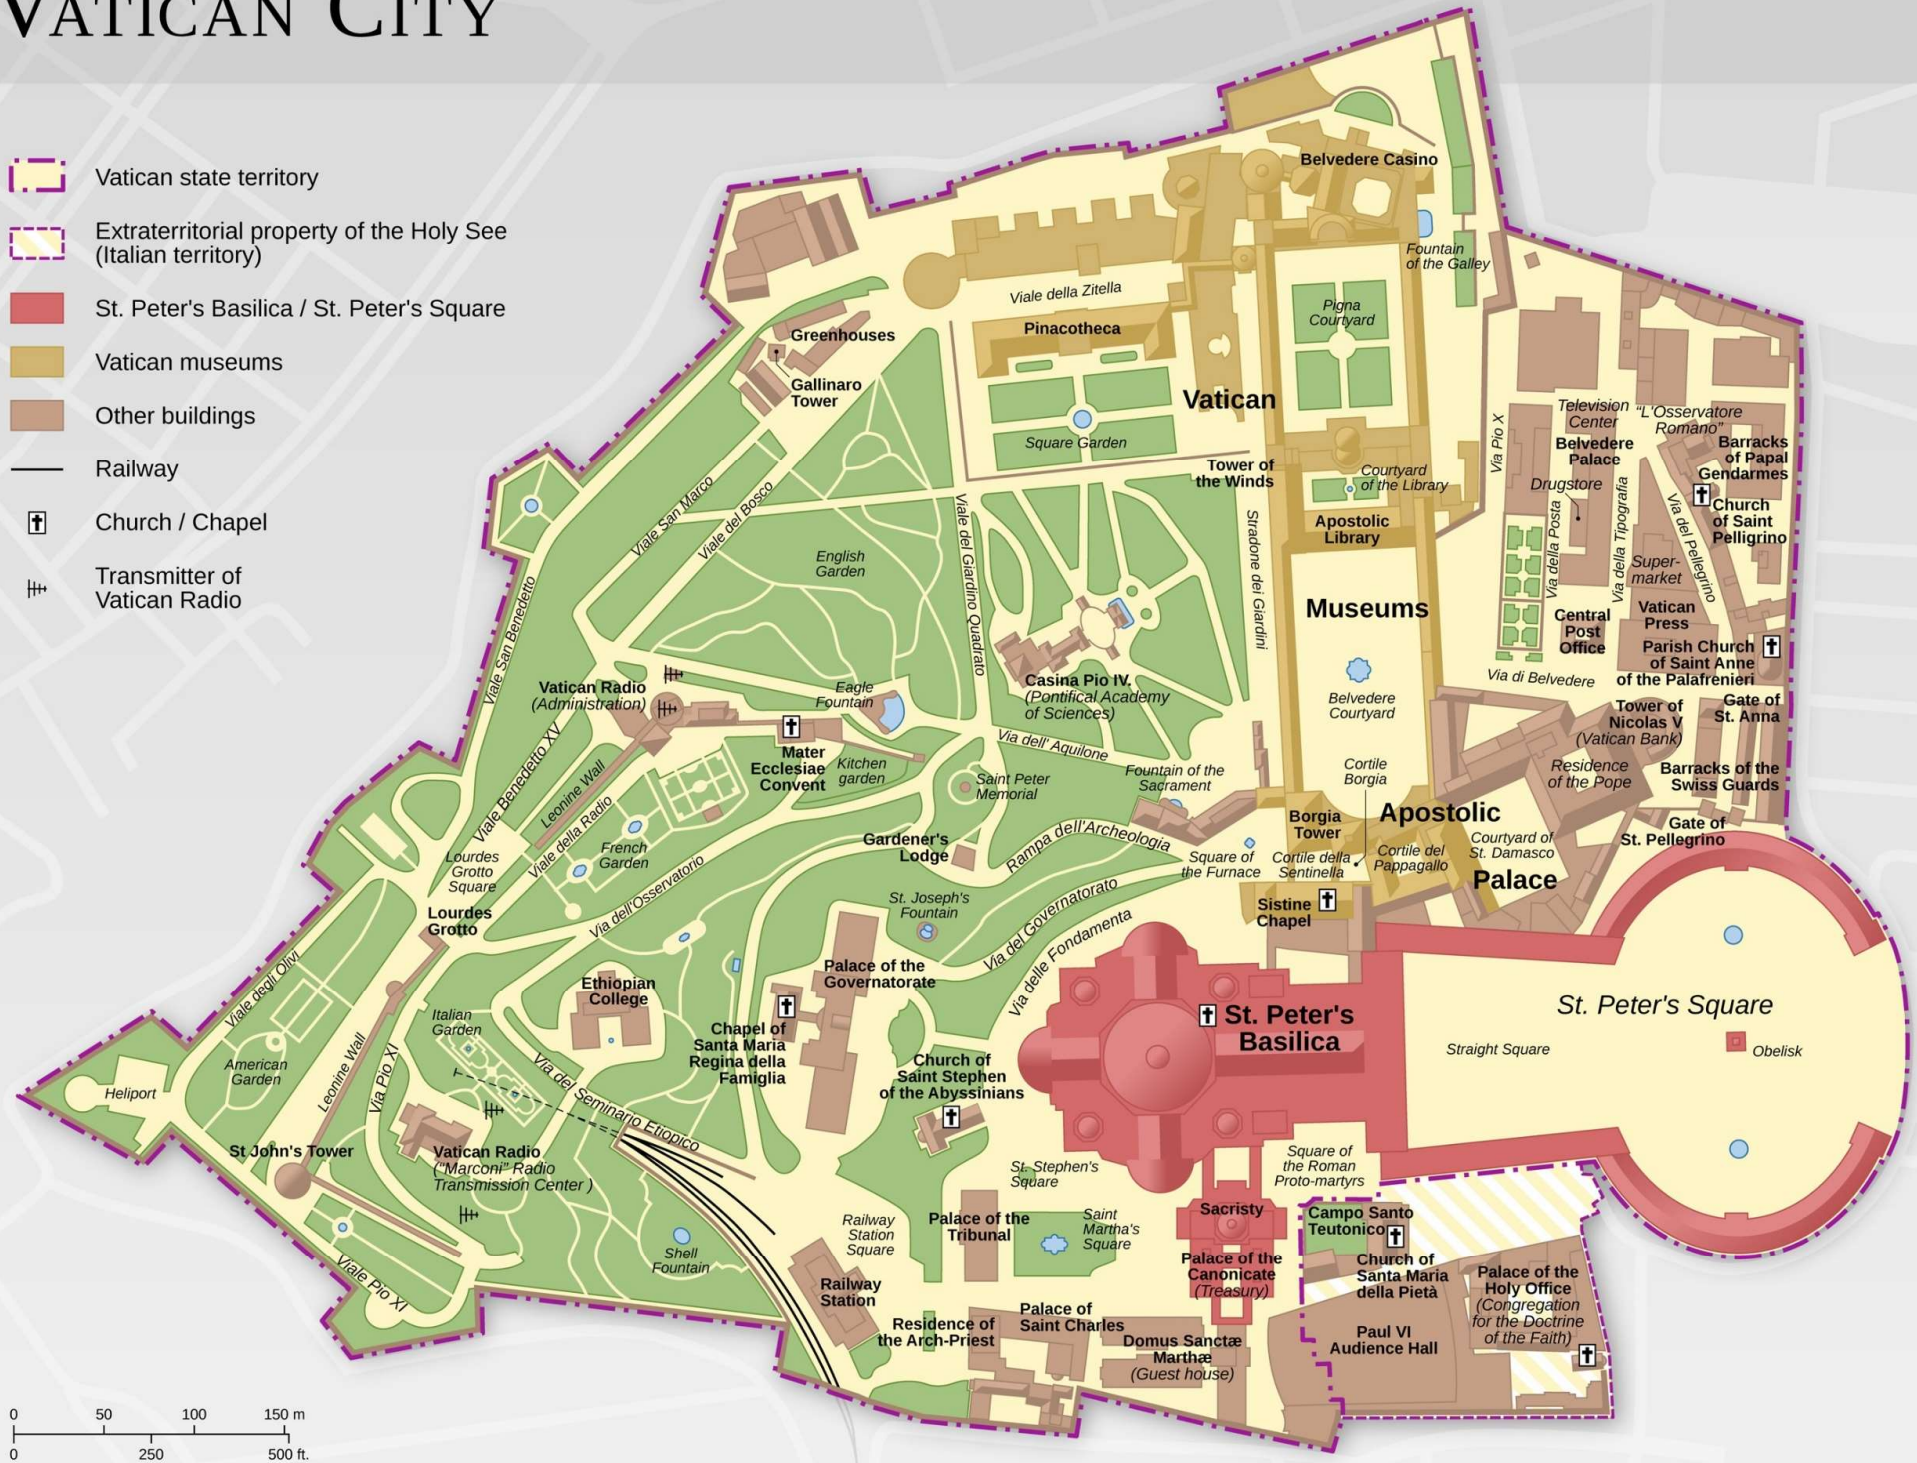 VATICAN CITY
Vatican state territory
Extraterritorial property of the Holy See
(Italian territory)
St. Peter's Basilica / St. Peter's Square
Vatican museums
Other buildings
Railway
Church / Chapel
Transmitter of
Vatican Radio
Belvedere Casino
Fountain
of the Galley
Viale della Zitella
Pinacotheca
Pigna
Courtyard
Greenhouses
Gallinaro
Tower
Vatican
Square Garden
Tower of
the Winds
Courtyard
of the Library
Apostolic
Library
Via Pio X
Television
Center
"L'Osservatore
Romano"
Belvedere
Palace
Barracks
of Papal
Gendarmes
Drugstore
Church
of Saint
Pelligrino
Via della Posta
Via della Tipografia
Via del Pellegrino
Super-
market
Vatican
Press
Central
Post
Office
Parish Church
of Saint Anne
of the Palafrenieri
Via di Belvedere
Viale San Marco
Viale del Bosco
English
Garden
Viale del Giardino Quadrato
Stradone dei Giardini
Museums
Viale San Benedetto
Vatican Radio
(Administration)
Eagle
Fountain
Casina Pio IV.
(Pontifical Academy
of Sciences)
Belvedere
Courtyard
Tower of
Nicolas V
(Vatican Bank)
Gate of
St. Anna
Residence
of the Pope
Barracks of the
Swiss Guards
Via dell' Aquilone
Mater
Ecclesiae
Convent
Kitchen
garden
Saint Peter
Memorial
Fountain of the
Sacrament
Cortile
Borgia
Borgia
Tower
Apostolic
Gate of
St. Pellegrino
Viale Benedetto XV
Leonine Wall
Viale della Radio
French
Garden
Gardener's
Lodge
Rampa dell'Archeologia
Square of
the Furnace
Cortile della
Sentinella
Cortile del
Pappagallo
Courtyard of
St. Damasco
Palace
Lourdes
Grotto
Square
Lourdes
Grotto
Via dell'Osservatorio
St. Joseph's
Fountain
Via del Governatorato
Via delle Fondamenta
Sistine
Chapel
Viale degli Olivi
Ethiopian
College
Palace of the
Governatorate
St. Peter's
Basilica
St. Peter's Square
Straight Square
Obelisk
Italian
Garden
Chapel of
Santa Maria
Regina della
Famiglia
Church of
Saint Stephen
of the Abyssinians
American
Garden
Heliport
Leonine Wall
Via Pio XI
Via del Seminario Etiopico
St John's Tower
Vatican Radio
("Marconi" Radio
Transmission Center )
St. Stephen's
Square
Square of
the Roman
Proto-martyrs
Railway
Station
Square
Palace of the
Tribunal
Saint
Martha's
Square
Sacristy
Campo Santo
Teutonico
Shell
Fountain
Viale Pio XI
Palace of the
Canonicate
(Treasury)
Church of
Santa Maria
della Pietà
Palace of the
Holy Office
(Congregation
for the Doctrine
of the Faith)
Railway
Station
Residence of
the Arch-Priest
Palace of
Saint Charles
Domus Sanctæ
Marthæ
(Guest house)
Paul VI
Audience Hall
0 50 100 150 m
0 250 500 ft.